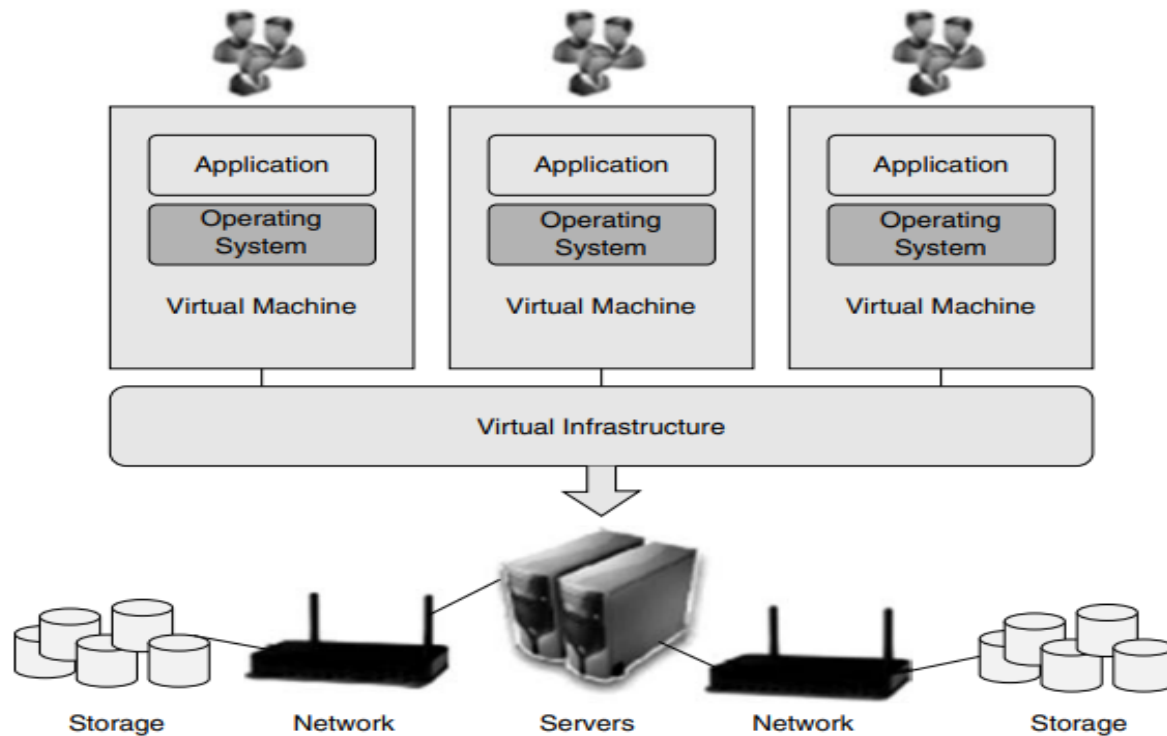 Application
Application
Application
Operating
System
Operating
System
Operating
System
Virtual Machine
Virtual Machine
Virtual Machine
Virtual Infrastructure
Storage
Network
Servers
Network
Storage